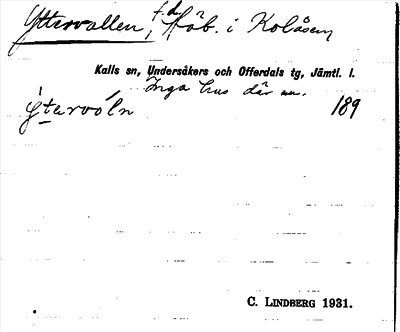 Yttervallen, f.d. fäb. i Kolåsen
Kalls sn, Undersåkers och Offerdals tg, Jämtl. l.
Inga hus där nu.
189
C. LINDBERG 1931.